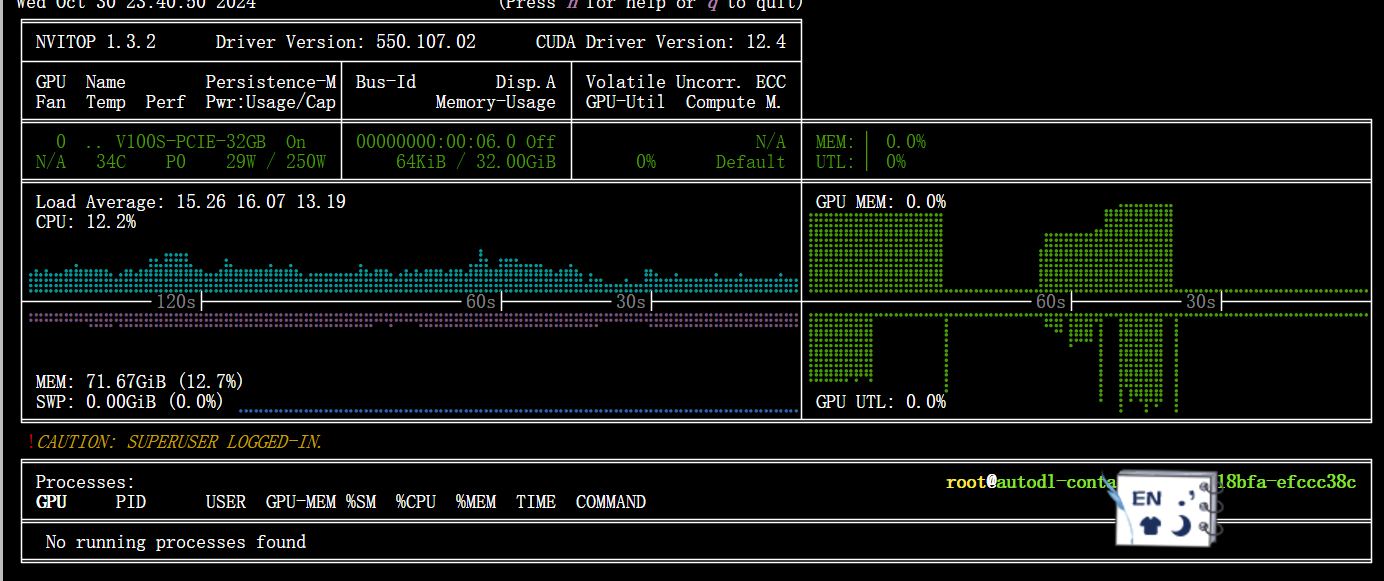 Wed Oct 30 23:40:50 2024 (Press h for help or q to quit)
NVITOP 1.3.2 Driver Version: 550.107.02 CUDA Driver Version: 12.4
GPU Name Persistence-M Bus-Id Disp.A Volatile Uncorr. ECC
Fan Temp Perf Pwr:Usage/Cap Memory-Usage GPU-Util Compute M.
0 .. V100S-PCIE-32GB On 00000000:00:06.0 Off N/A MEM: 0.0%
N/A 34C P0 29W / 250W 64KiB / 32.00GiB 0% Default UTL: 0%
Load Average: 15.26 16.07 13.19 GPU MEM: 0.0%
CPU: 12.2%
120s 60s 30s 60s 30s
MEM: 71.67GiB (12.7%)
SWP: 0.00GiB (0.0%) GPU UTL: 0.0%
!CAUTION: SUPERUSER LOGGED-IN.
Processes: root@autodl-conta 18bfa-efccc38c
GPU PID USER GPU-MEM %SM %CPU %MEM TIME COMMAND
EN
No running processes found